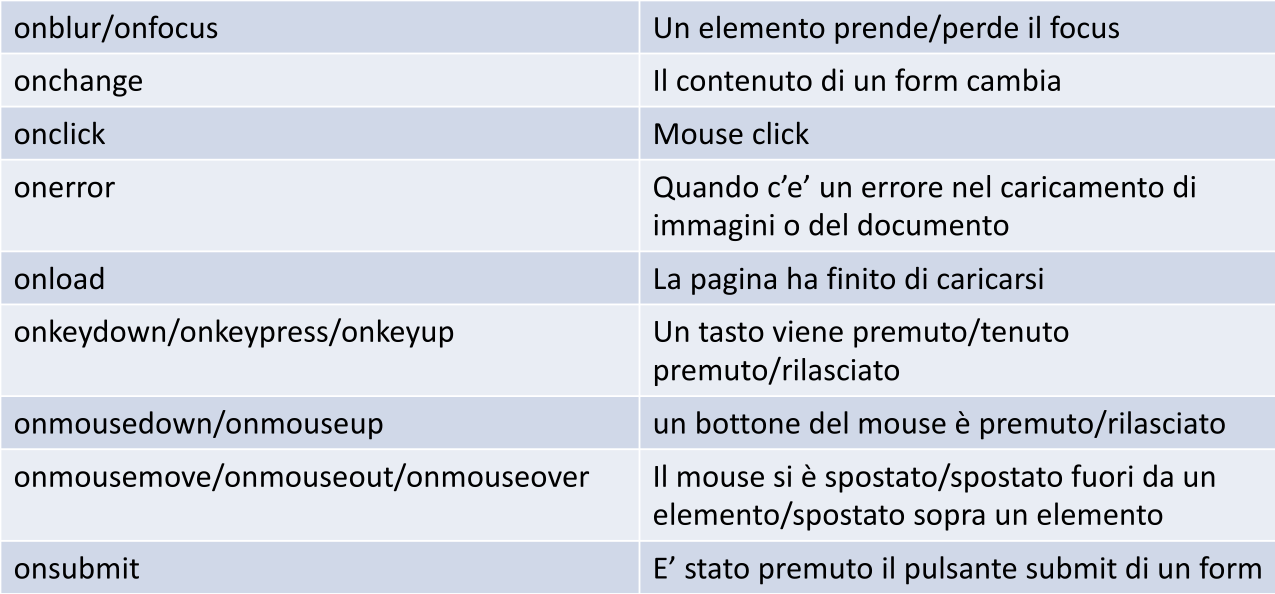 onblur/onfocus
Un elemento prende/perde il focus
onchange
Il contenuto di un form cambia
onclick
Mouse click
onerror
Quando c’e’ un errore nel caricamento di
immagini o del documento
onload
La pagina ha finito di caricarsi
onkeydown/onkeypress/onkeyup
Un tasto viene premuto/tenuto
premuto/rilasciato
onmousedown/onmouseup
un bottone del mouse è premuto/rilasciato
onmousemove/onmouseout/onmouseover
Il mouse si è spostato/spostato fuori da un
elemento/spostato sopra un elemento
onsubmit
E’ stato premuto il pulsante submit di un form